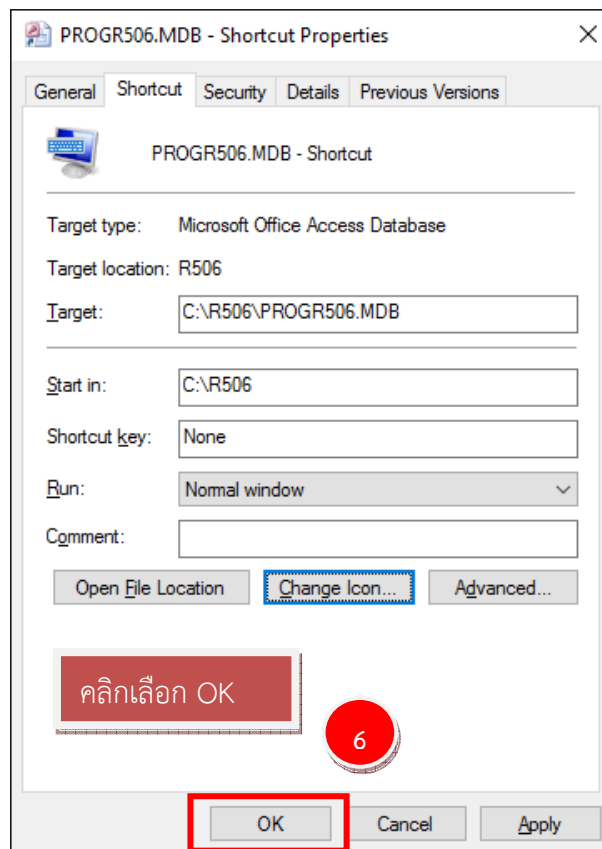 PROGR506.MDB - Shortcut Properties
General Shortcut Security Details Previous Versions
PROGR506.MDB - Shortcut
Target type: Microsoft Office Access Database
Target location: R506
Target: C:\R506\PROGR506.MDB
Start in: C:\R506
Shortcut key: None
Run: Normal window
Comment:
Open File Location Change Icon... Advanced...
คลิกเลือก OK
6
OK Cancel Apply